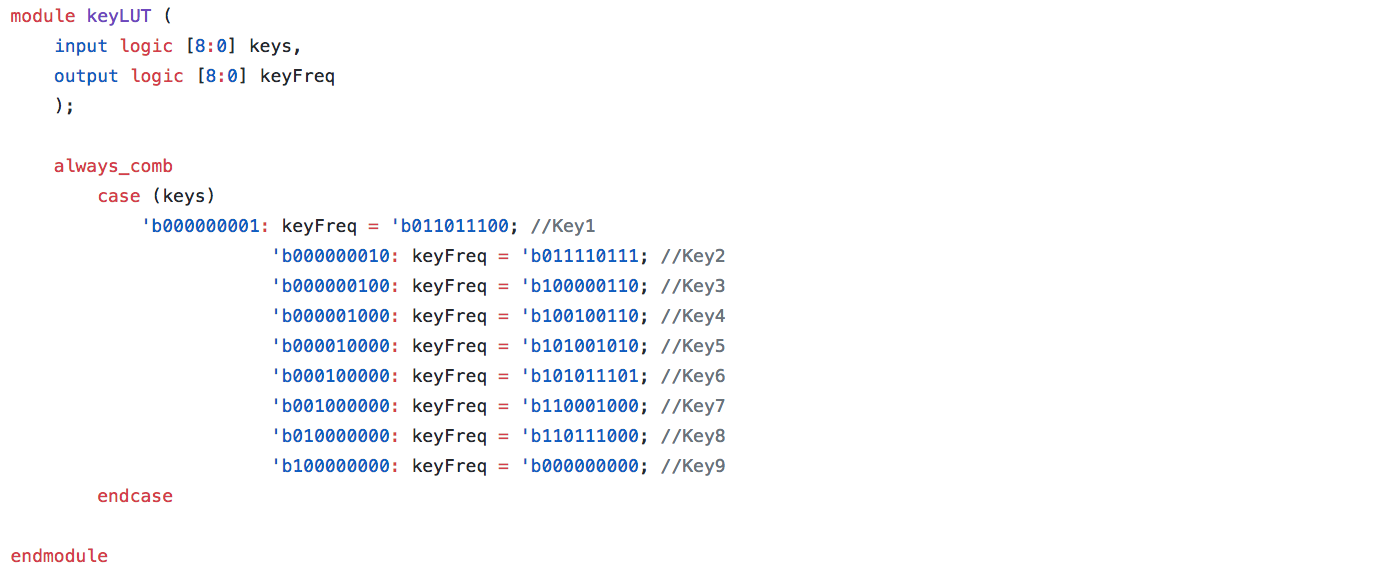 module keyLUT (
    input logic [8:0] keys,
    output logic [8:0] keyFreq
    );

    always_comb
        case (keys)
            'b000000001: keyFreq = 'b011011100; //Key1
                        'b000000010: keyFreq = 'b011110111; //Key2
                        'b000000100: keyFreq = 'b100000110; //Key3
                        'b000001000: keyFreq = 'b100100110; //Key4
                        'b000010000: keyFreq = 'b101001010; //Key5
                        'b000100000: keyFreq = 'b101011101; //Key6
                        'b001000000: keyFreq = 'b110001000; //Key7
                        'b010000000: keyFreq = 'b110111000; //Key8
                        'b100000000: keyFreq = 'b000000000; //Key9
        endcase

endmodule